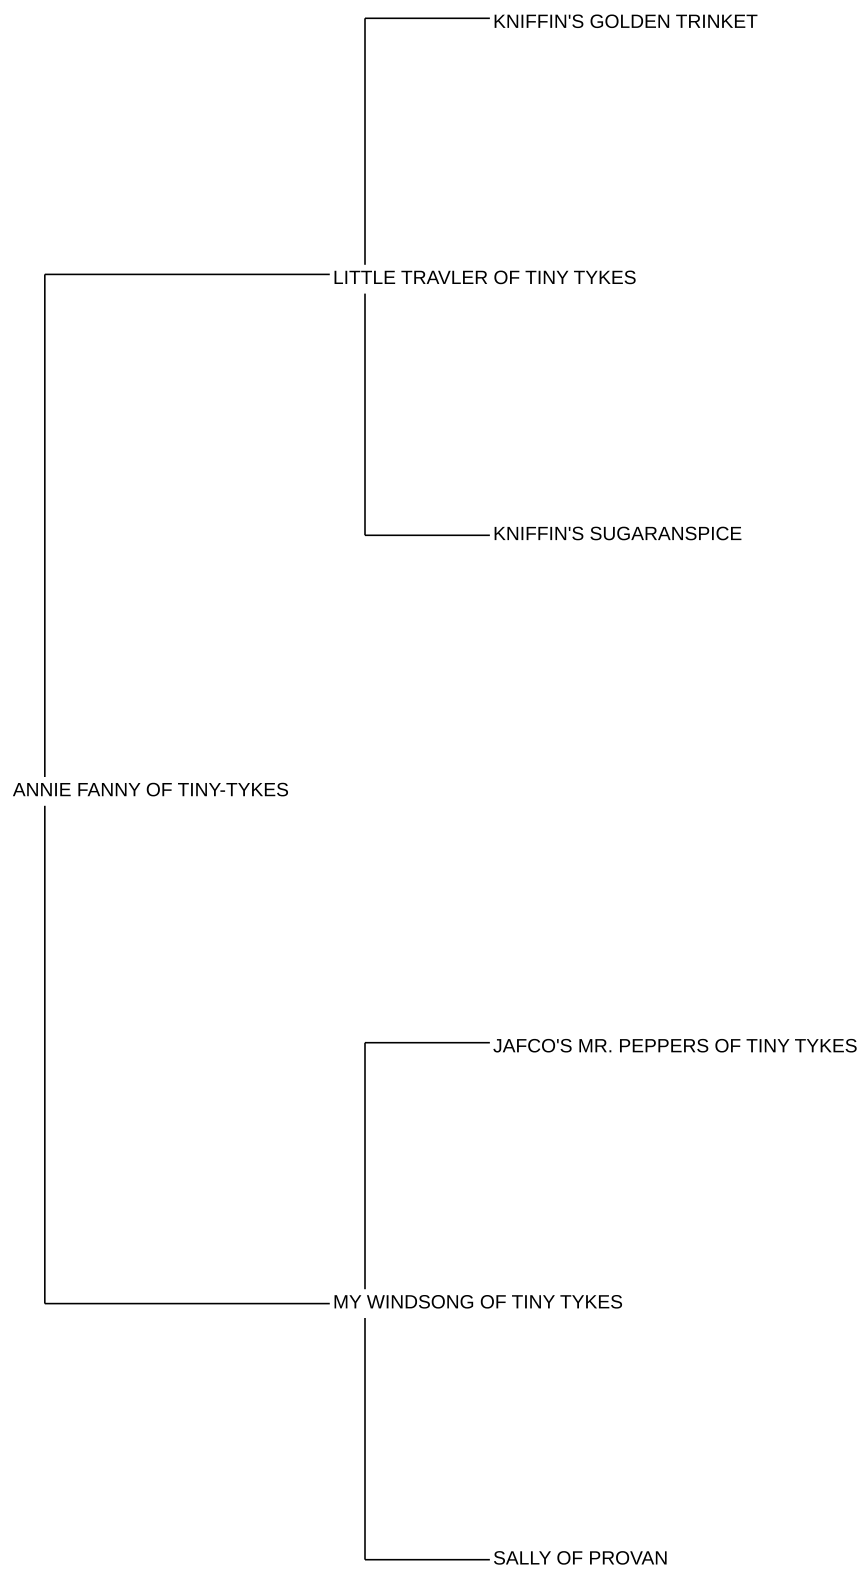 KNIFFIN'S GOLDEN TRINKET
LITTLE TRAVLER OF TINY TYKES
KNIFFIN'S SUGARANSPICE
ANNIE FANNY OF TINY-TYKES
JAFCO'S MR. PEPPERS OF TINY TYKES
MY WINDSONG OF TINY TYKES
SALLY OF PROVAN